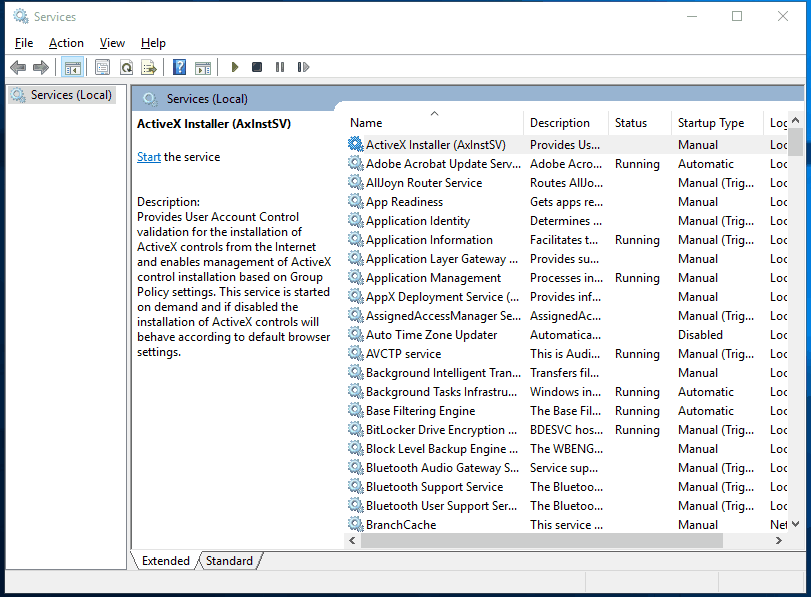 Services
File Action View Help
Services (Local)
Services (Local)
ActiveX Installer (AxInstSV)
Start the service
Description:
Provides User Account Control
validation for the installation of
ActiveX controls from the Internet
and enables management of ActiveX
control installation based on Group
Policy settings. This service is started
on demand and if disabled the
installation of ActiveX controls will
behave according to default browser
settings.
Name Description Status Startup Type Loc
ActiveX Installer (AxInstSV) Provides Us... Manual Loc
Adobe Acrobat Update Serv... Adobe Acro... Running Automatic Loc
AllJoyn Router Service Routes AllJo... Manual (Trig... Loc
App Readiness Gets apps re... Manual Loc
Application Identity Determines ... Manual (Trig... Loc
Application Information Facilitates t... Running Manual (Trig... Loc
Application Layer Gateway ... Provides su... Manual Loc
Application Management Processes in... Running Manual Loc
AppX Deployment Service (... Provides inf... Manual Loc
AssignedAccessManager Se... AssignedAc... Manual (Trig... Loc
Auto Time Zone Updater Automatica... Disabled Loc
AVCTP service This is Audi... Running Manual (Trig... Loc
Background Intelligent Tran... Transfers fil... Manual Loc
Background Tasks Infrastru... Windows in... Running Automatic Loc
Base Filtering Engine The Base Fil... Running Automatic Loc
BitLocker Drive Encryption ... BDESVC hos... Running Manual (Trig... Loc
Block Level Backup Engine ... The WBENG... Manual Loc
Bluetooth Audio Gateway S... Service sup... Manual (Trig... Loc
Bluetooth Support Service The Bluetoo... Manual (Trig... Loc
Bluetooth User Support Ser... The Bluetoo... Manual (Trig... Loc
BranchCache This service ... Manual Net
Extended Standard